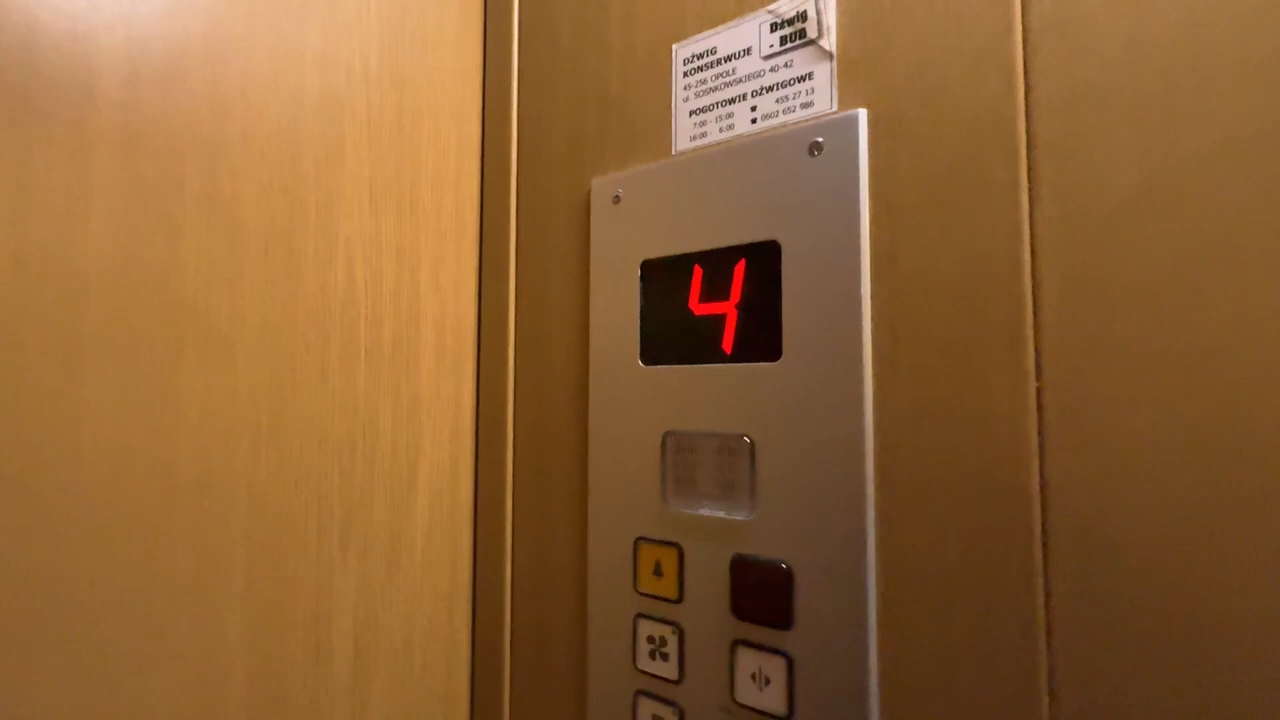 Dźwig
- BUD
DŹWIG
KONSERWUJE
45-256 OPOLE
ul. SOSNKOWSKIEGO 40-42
POGOTOWIE DŹWIGOWE
7:00 - 15:00 ☎ 455 27 13
16:00 - 6:00 ☎ 0602 652 986
4